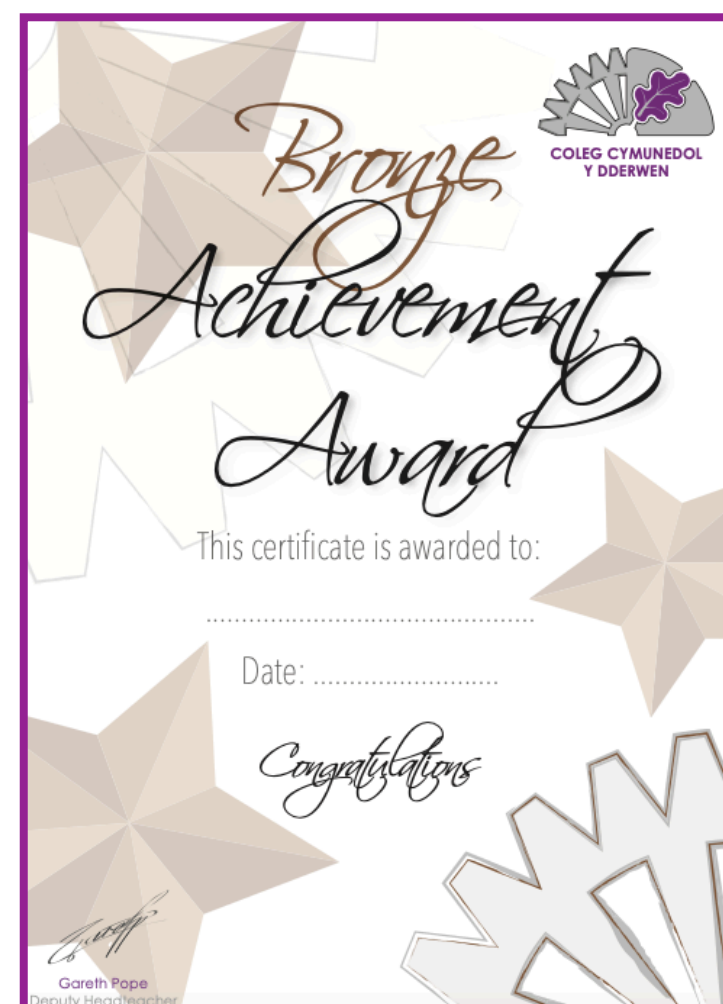 COLEG CYMUNEDOL
Y DDERWEN
Bronze
Achievement
Award
This certificate is awarded to:
..............................................
Date: ..........................
Congratulations
Gareth Pope
Deputy Headteacher